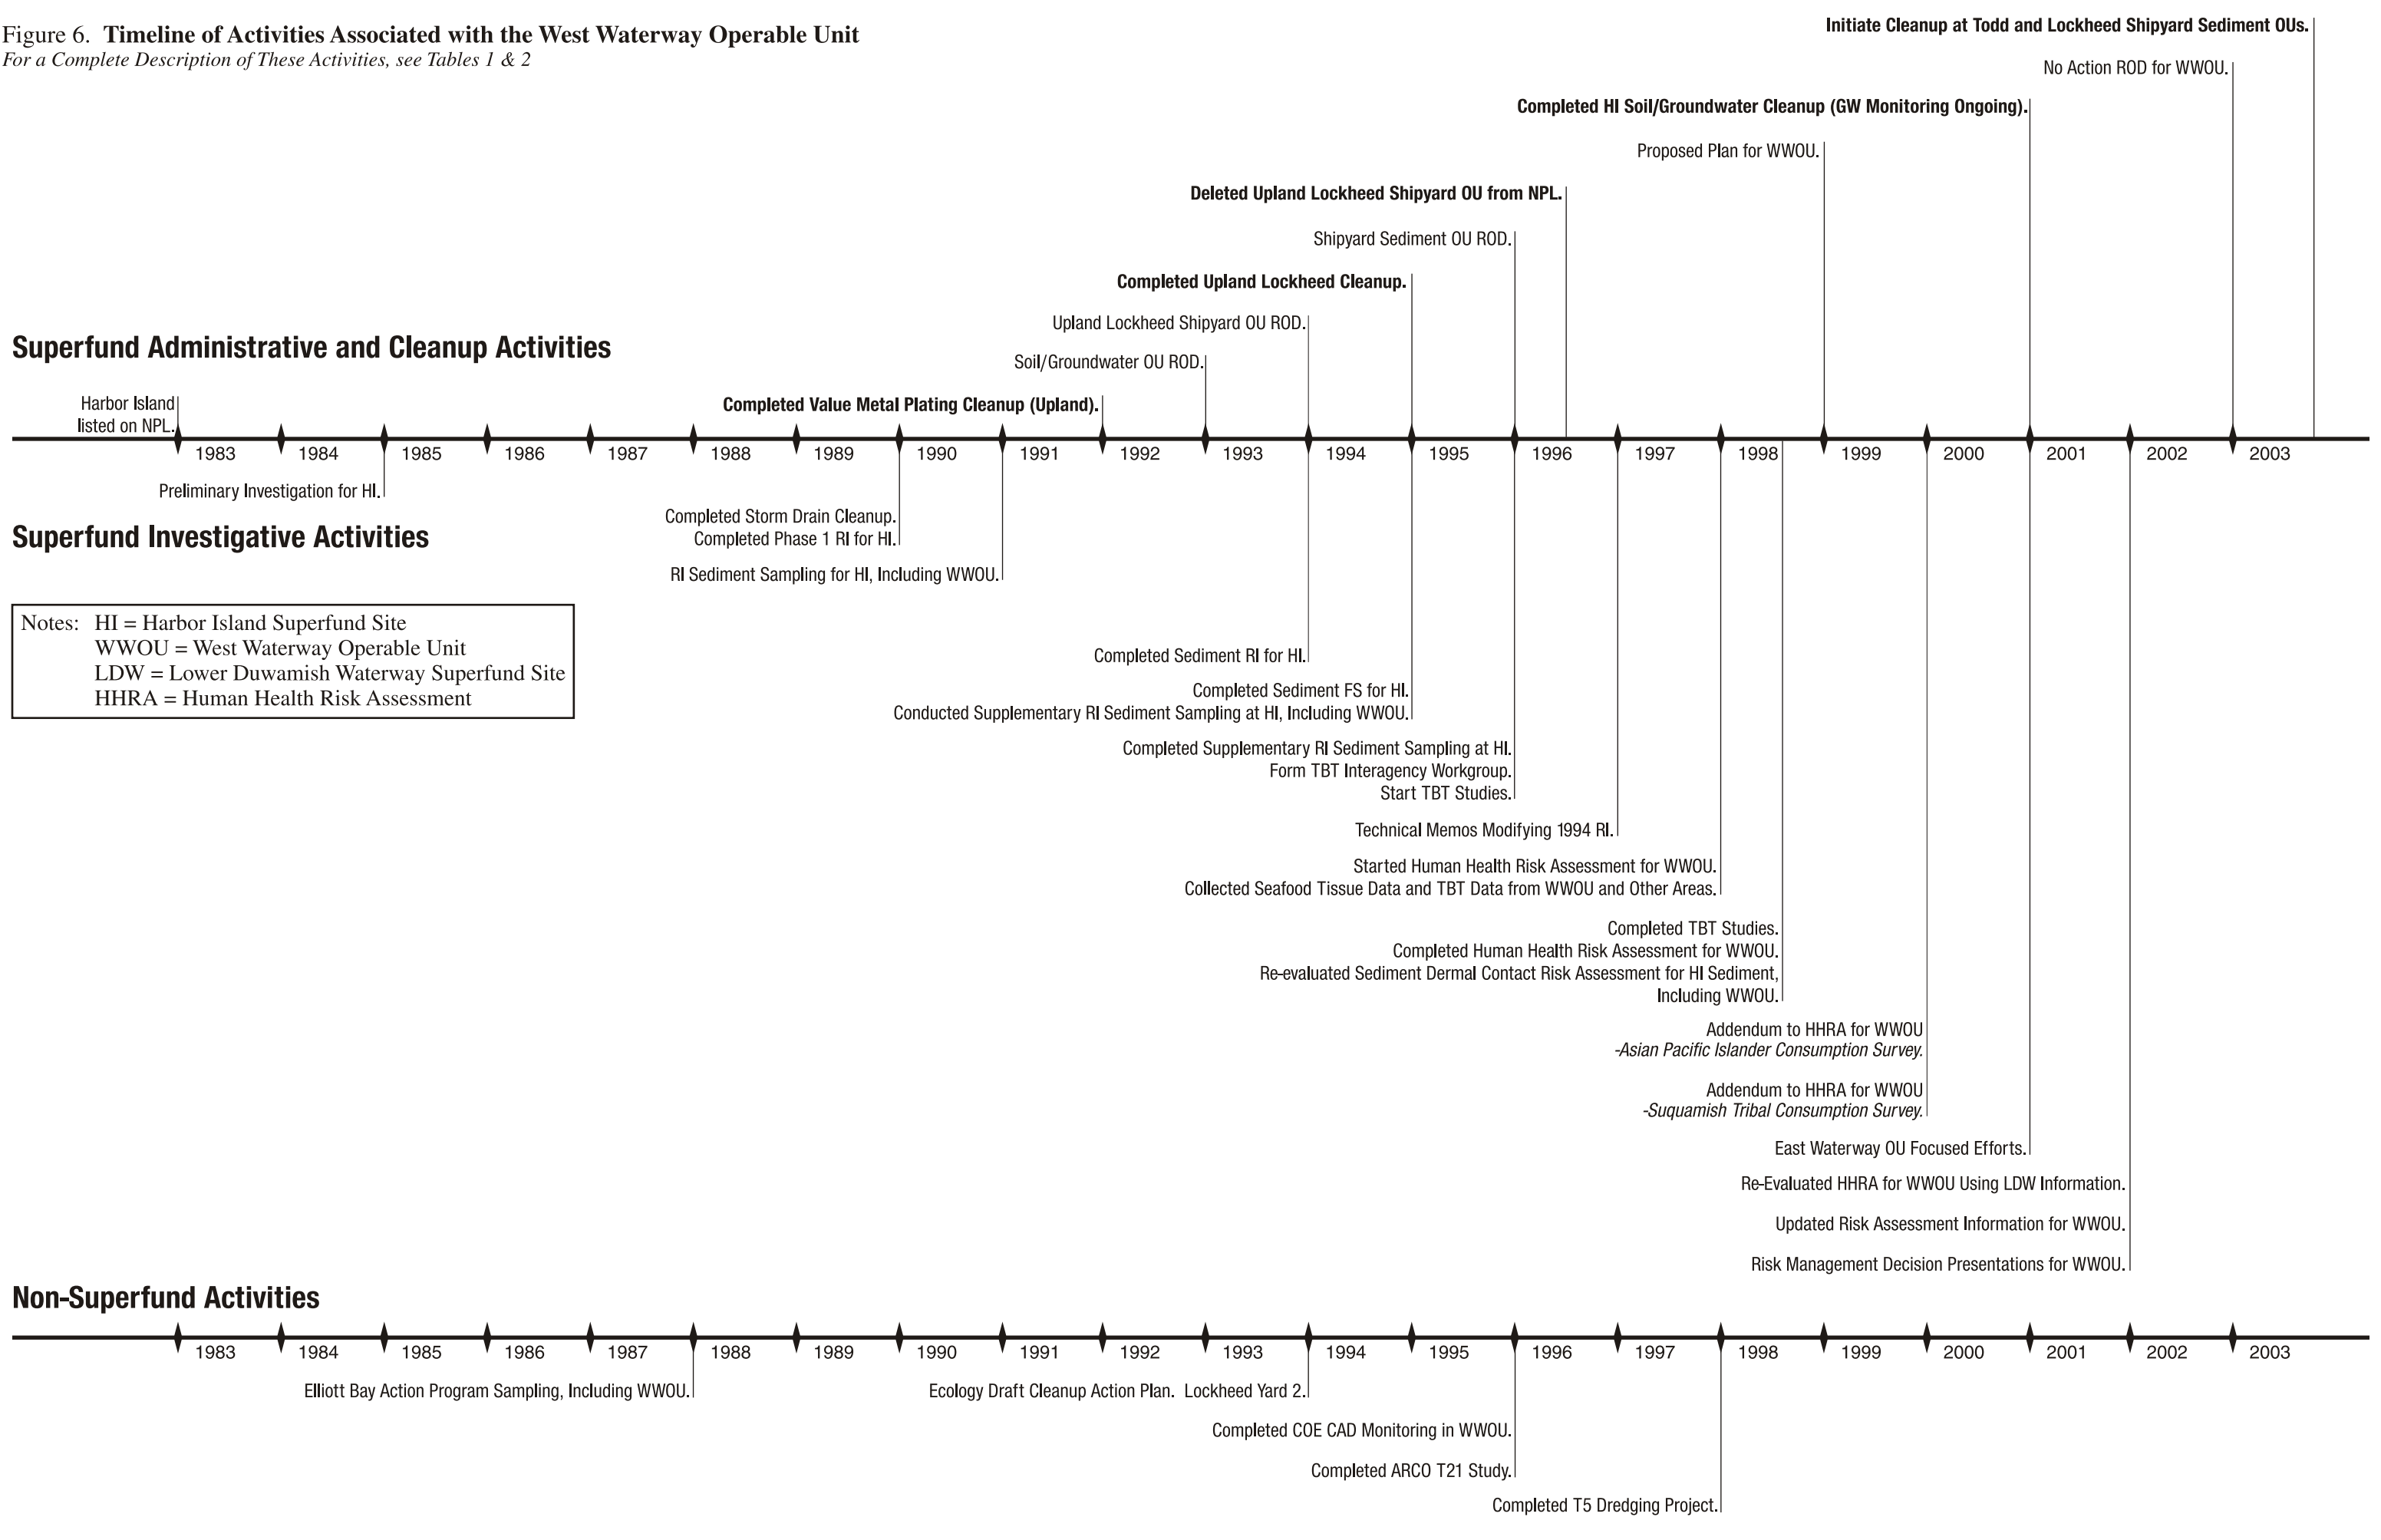 Figure 6. Timeline of Activities Associated with the West Waterway Operable Unit
For a Complete Description of These Activities, see Tables 1 & 2
Initiate Cleanup at Todd and Lockheed Shipyard Sediment OUs.
No Action ROD for WWOU.
Completed HI Soil/Groundwater Cleanup (GW Monitoring Ongoing).
Proposed Plan for WWOU.
Deleted Upland Lockheed Shipyard OU from NPL.
Shipyard Sediment OU ROD.
Completed Upland Lockheed Cleanup.
Upland Lockheed Shipyard OU ROD.
Superfund Administrative and Cleanup Activities
Soil/Groundwater OU ROD.
Harbor Island
listed on NPL.
Completed Value Metal Plating Cleanup (Upland).
1983 1984 1985 1986 1987 1988 1989 1990 1991 1992 1993 1994 1995 1996 1997 1998 1999 2000 2001 2002 2003
Preliminary Investigation for HI.
Superfund Investigative Activities
Completed Storm Drain Cleanup.
Completed Phase 1 RI for HI.
RI Sediment Sampling for HI, Including WWOU.
Notes: HI = Harbor Island Superfund Site
WWOU = West Waterway Operable Unit
LDW = Lower Duwamish Waterway Superfund Site
HHRA = Human Health Risk Assessment
Completed Sediment RI for HI.
Completed Sediment FS for HI.
Conducted Supplementary RI Sediment Sampling at HI, Including WWOU.
Completed Supplementary RI Sediment Sampling at HI.
Form TBT Interagency Workgroup.
Start TBT Studies.
Technical Memos Modifying 1994 RI.
Started Human Health Risk Assessment for WWOU.
Collected Seafood Tissue Data and TBT Data from WWOU and Other Areas.
Completed TBT Studies.
Completed Human Health Risk Assessment for WWOU.
Re-evaluated Sediment Dermal Contact Risk Assessment for HI Sediment,
Including WWOU.
Addendum to HHRA for WWOU
-Asian Pacific Islander Consumption Survey.
Addendum to HHRA for WWOU
-Suquamish Tribal Consumption Survey.
East Waterway OU Focused Efforts.
Re-Evaluated HHRA for WWOU Using LDW Information.
Updated Risk Assessment Information for WWOU.
Risk Management Decision Presentations for WWOU.
Non-Superfund Activities
1983 1984 1985 1986 1987 1988 1989 1990 1991 1992 1993 1994 1995 1996 1997 1998 1999 2000 2001 2002 2003
Elliott Bay Action Program Sampling, Including WWOU.
Ecology Draft Cleanup Action Plan. Lockheed Yard 2.
Completed COE CAD Monitoring in WWOU.
Completed ARCO T21 Study.
Completed T5 Dredging Project.